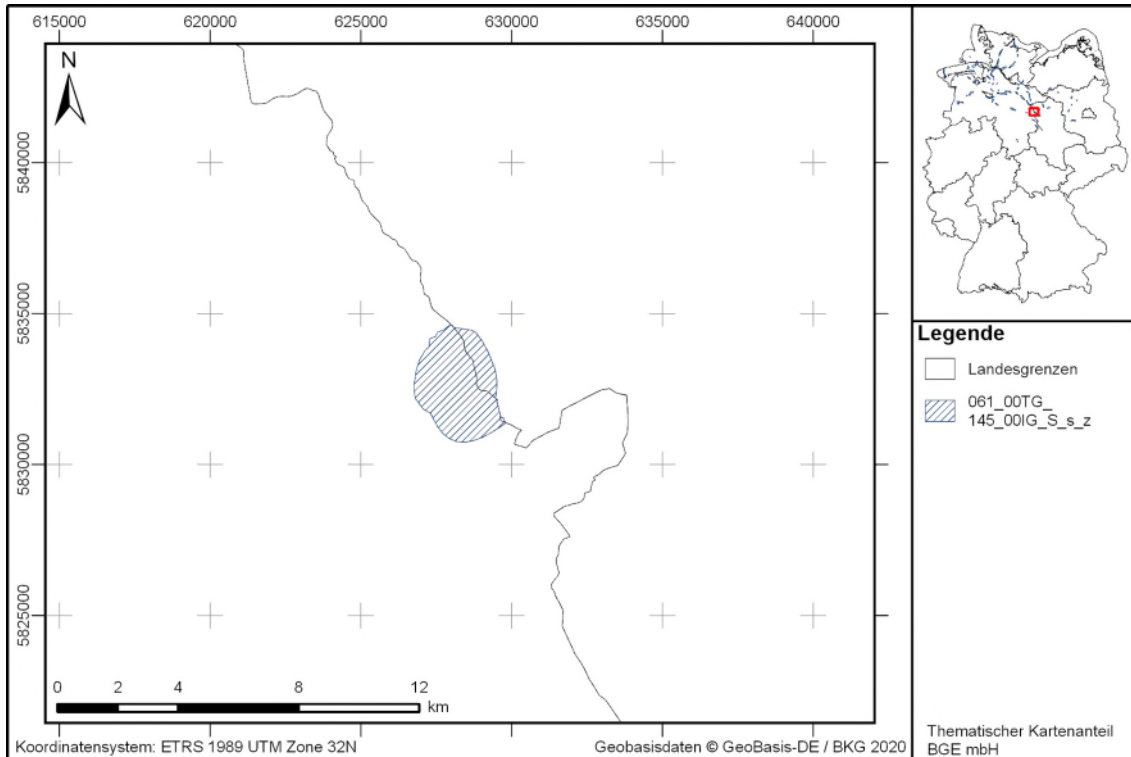 615000 620000 625000 630000 635000 640000
N
5840000
5835000
5830000
5825000
0 2 4 8 12
km
Koordinatensystem: ETRS 1989 UTM Zone 32N
Geobasisdaten © GeoBasis-DE / BKG 2020
Legende
Landesgrenzen
061_00TG_
145_00IG_S_s_z
Thematischer Kartenanteil
BGE mbH